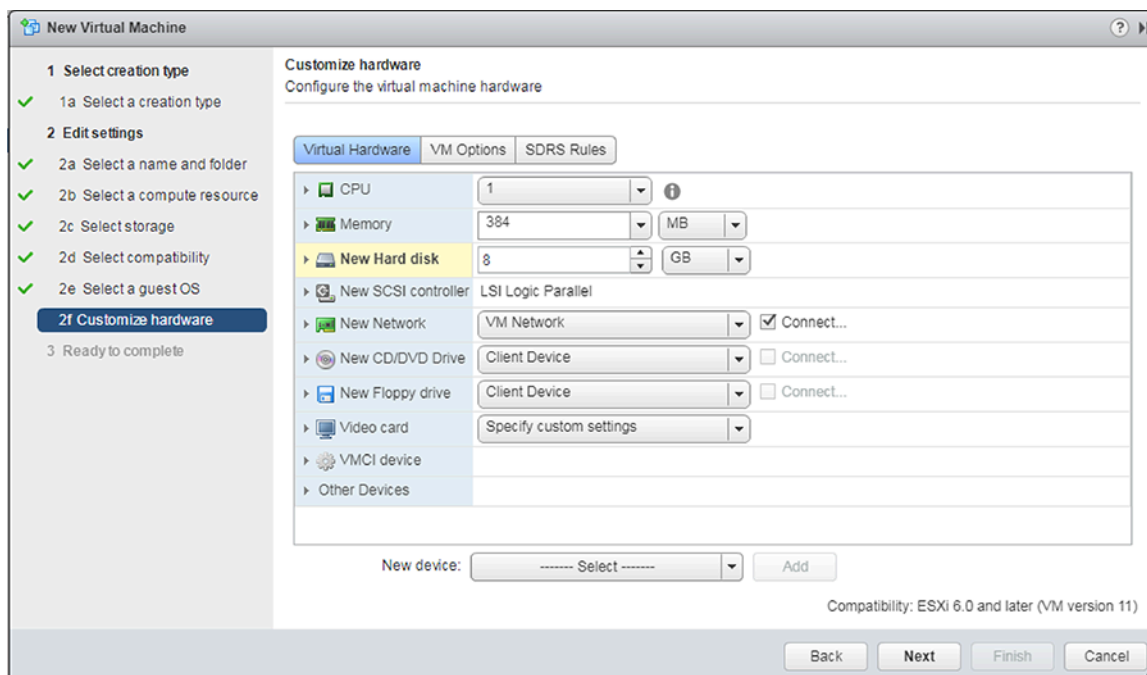 New Virtual Machine
1 Select creation type
1a Select a creation type
2 Edit settings
2a Select a name and folder
2b Select a compute resource
2c Select storage
2d Select compatibility
2e Select a guest OS
2f Customize hardware
3 Ready to complete
Customize hardware
Configure the virtual machine hardware
Virtual Hardware VM Options SDRS Rules
CPU 1
Memory 384 MB
New Hard disk 8 GB
New SCSI controller LSI Logic Parallel
New Network VM Network Connect...
New CD/DVD Drive Client Device Connect...
New Floppy drive Client Device Connect...
Video card Specify custom settings
VMCI device
Other Devices
New device: ------- Select ------- Add
Compatibility: ESXi 6.0 and later (VM version 11)
Back Next Finish Cancel